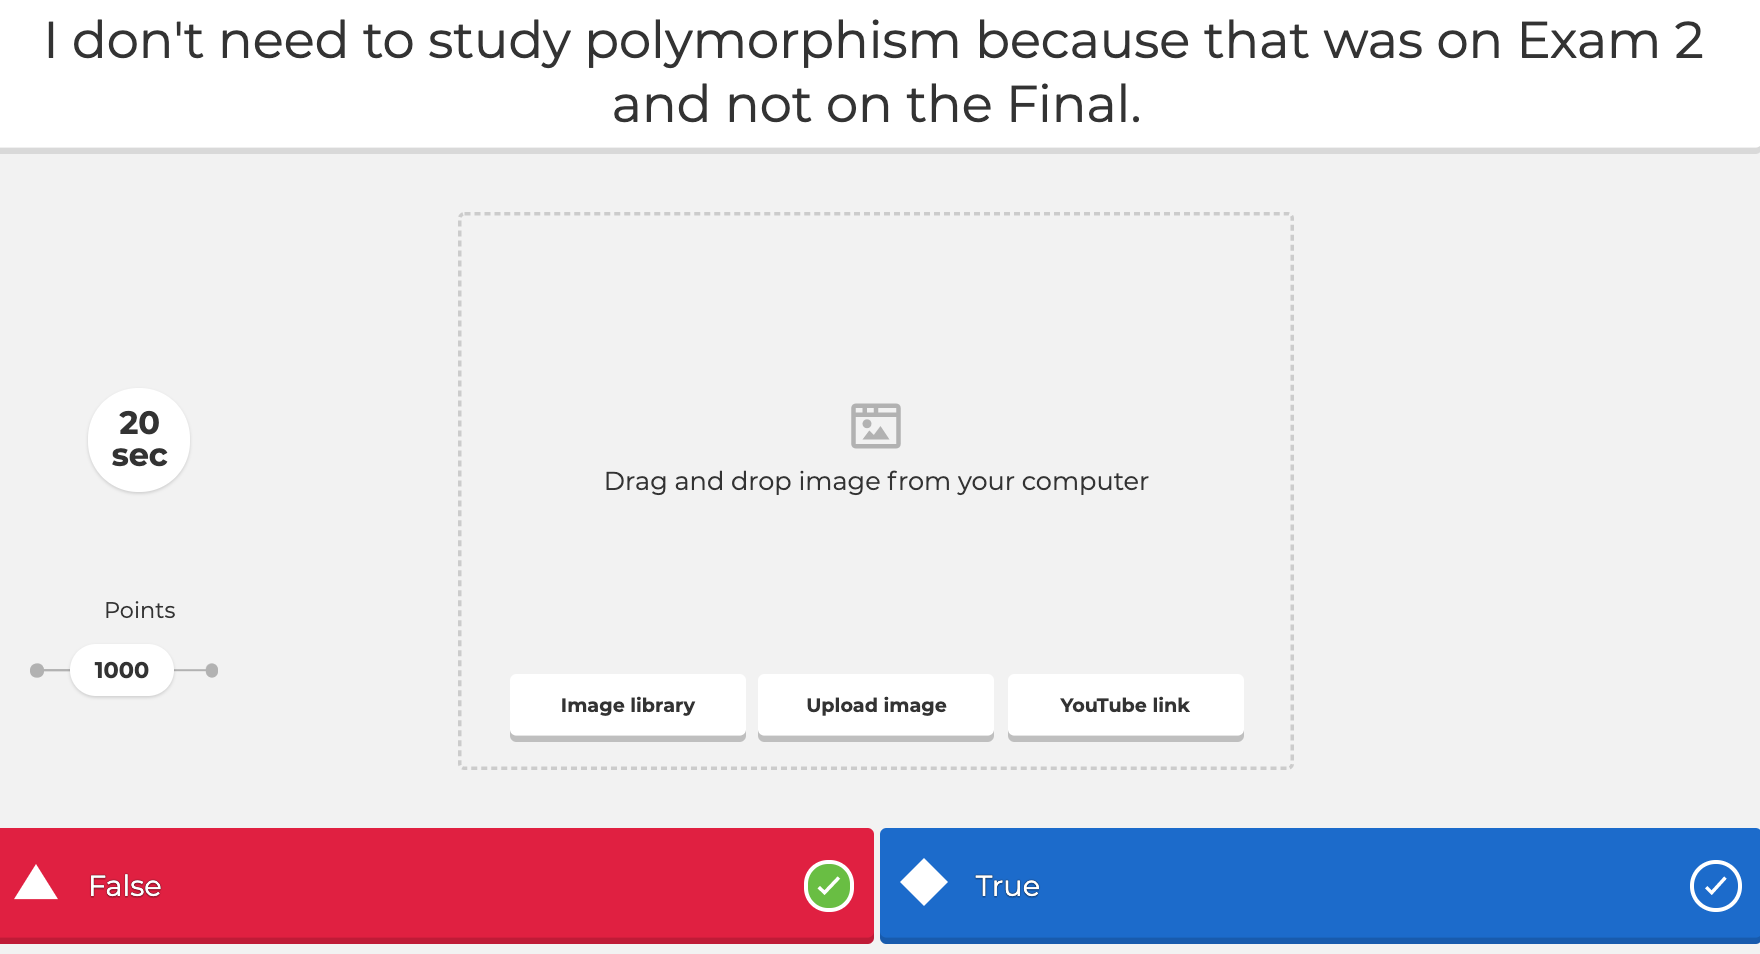 I don't need to study polymorphism because that was on Exam 2
and not on the Final.
20
sec
Drag and drop image from your computer
Points
1000
Image library
Upload image
YouTube link
False
True